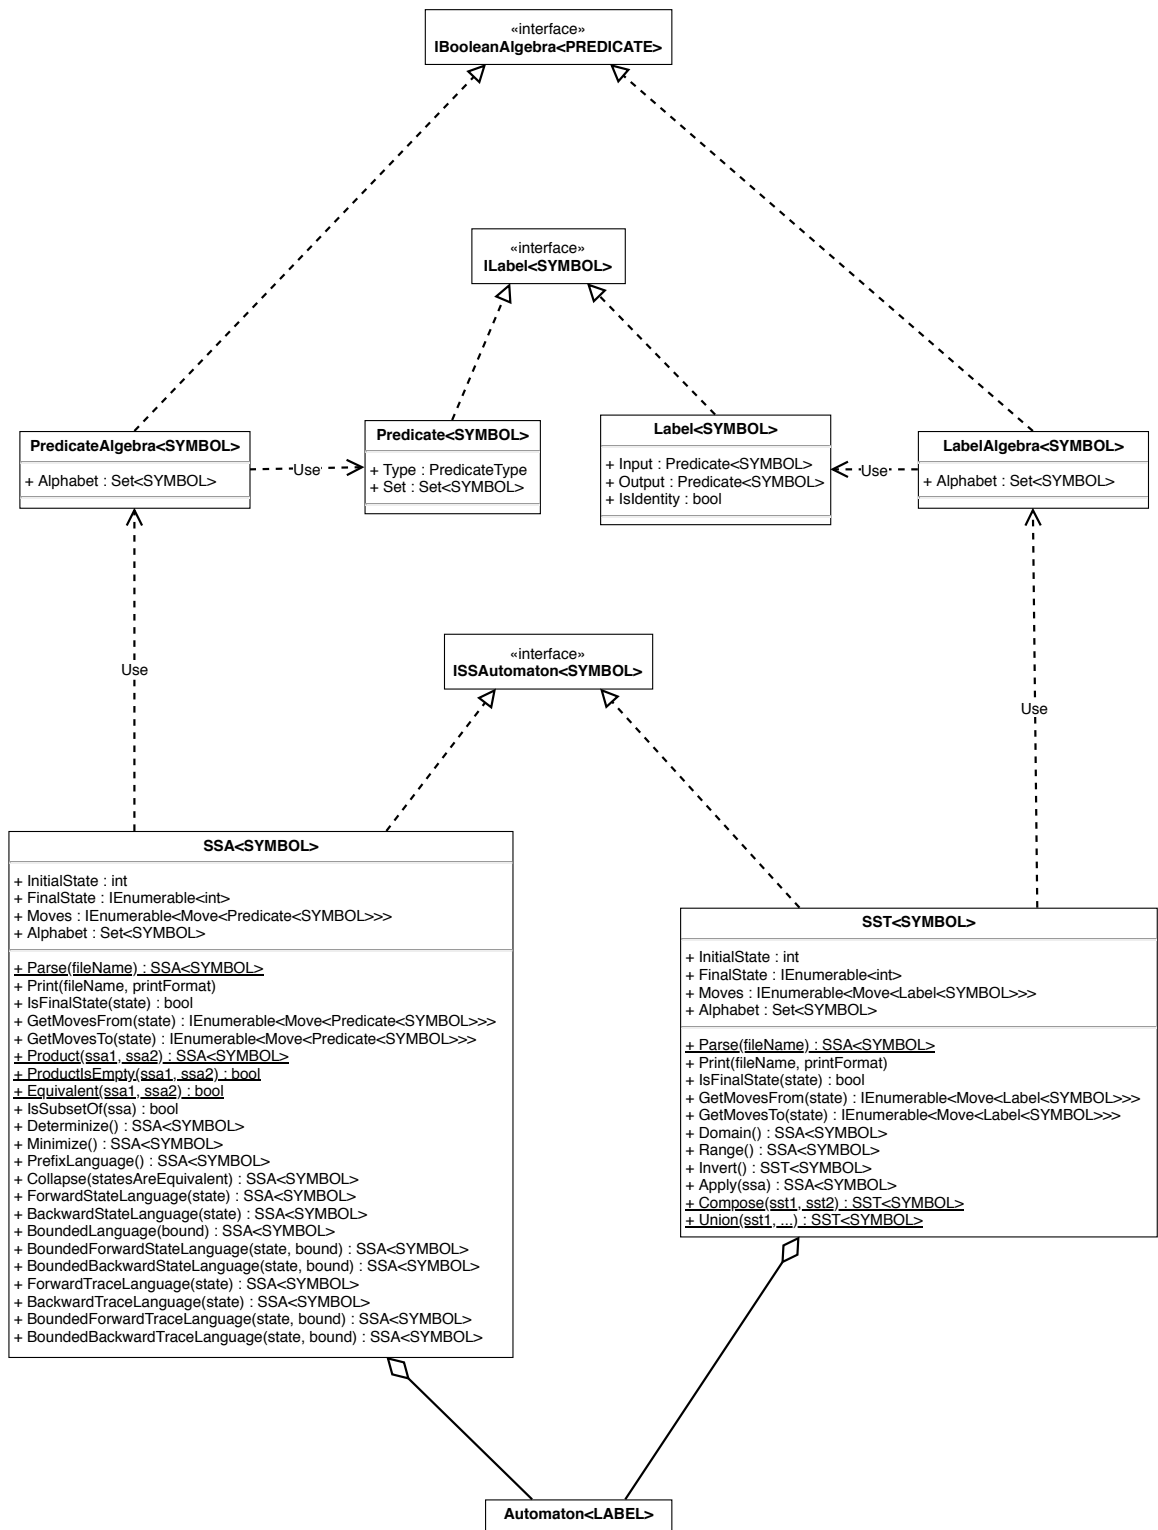 «interface»
IBooleanAlgebra<PREDICATE>
«interface»
ILabel<SYMBOL>
PredicateAlgebra<SYMBOL>
+ Alphabet : Set<SYMBOL>
Use
Predicate<SYMBOL>
+ Type : PredicateType
+ Set : Set<SYMBOL>
Label<SYMBOL>
+ Input : Predicate<SYMBOL>
+ Output : Predicate<SYMBOL>
+ IsIdentity : bool
Use
LabelAlgebra<SYMBOL>
+ Alphabet : Set<SYMBOL>
Use
«interface»
ISSAutomaton<SYMBOL>
Use
SSA<SYMBOL>
+ InitialState : int
+ FinalState : IEnumerable<int>
+ Moves : IEnumerable<Move<Predicate<SYMBOL>>>
+ Alphabet : Set<SYMBOL>
+ Parse(fileName) : SSA<SYMBOL>
+ Print(fileName, printFormat)
+ IsFinalState(state) : bool
+ GetMovesFrom(state) : IEnumerable<Move<Predicate<SYMBOL>>>
+ GetMovesTo(state) : IEnumerable<Move<Predicate<SYMBOL>>>
+ Product(ssa1, ssa2) : SSA<SYMBOL>
+ ProductIsEmpty(ssa1, ssa2) : bool
+ Equivalent(ssa1, ssa2) : bool
+ IsSubsetOf(ssa) : bool
+ Determinize() : SSA<SYMBOL>
+ Minimize() : SSA<SYMBOL>
+ PrefixLanguage() : SSA<SYMBOL>
+ Collapse(statesAreEquivalent) : SSA<SYMBOL>
+ ForwardStateLanguage(state) : SSA<SYMBOL>
+ BackwardStateLanguage(state) : SSA<SYMBOL>
+ BoundedLanguage(bound) : SSA<SYMBOL>
+ BoundedForwardStateLanguage(state, bound) : SSA<SYMBOL>
+ BoundedBackwardStateLanguage(state, bound) : SSA<SYMBOL>
+ ForwardTraceLanguage(state) : SSA<SYMBOL>
+ BackwardTraceLanguage(state) : SSA<SYMBOL>
+ BoundedForwardTraceLanguage(state, bound) : SSA<SYMBOL>
+ BoundedBackwardTraceLanguage(state, bound) : SSA<SYMBOL>
SST<SYMBOL>
+ InitialState : int
+ FinalState : IEnumerable<int>
+ Moves : IEnumerable<Move<Label<SYMBOL>>>
+ Alphabet : Set<SYMBOL>
+ Parse(fileName) : SSA<SYMBOL>
+ Print(fileName, printFormat)
+ IsFinalState(state) : bool
+ GetMovesFrom(state) : IEnumerable<Move<Label<SYMBOL>>>
+ GetMovesTo(state) : IEnumerable<Move<Label<SYMBOL>>>
+ Domain() : SSA<SYMBOL>
+ Range() : SSA<SYMBOL>
+ Invert() : SST<SYMBOL>
+ Apply(ssa) : SSA<SYMBOL>
+ Compose(sst1, sst2) : SST<SYMBOL>
+ Union(sst1, ...) : SST<SYMBOL>
Automaton<LABEL>